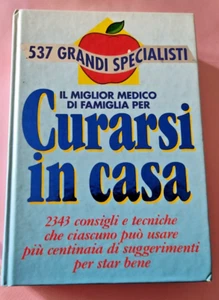 537 GRANDI SPECIALISTI
IL MIGLIOR MEDICO
DI FAMIGLIA PER
Curarsi
in casa
2343 consigli e tecniche
che ciascuno può usare
più centinaia di suggerimenti
per star bene